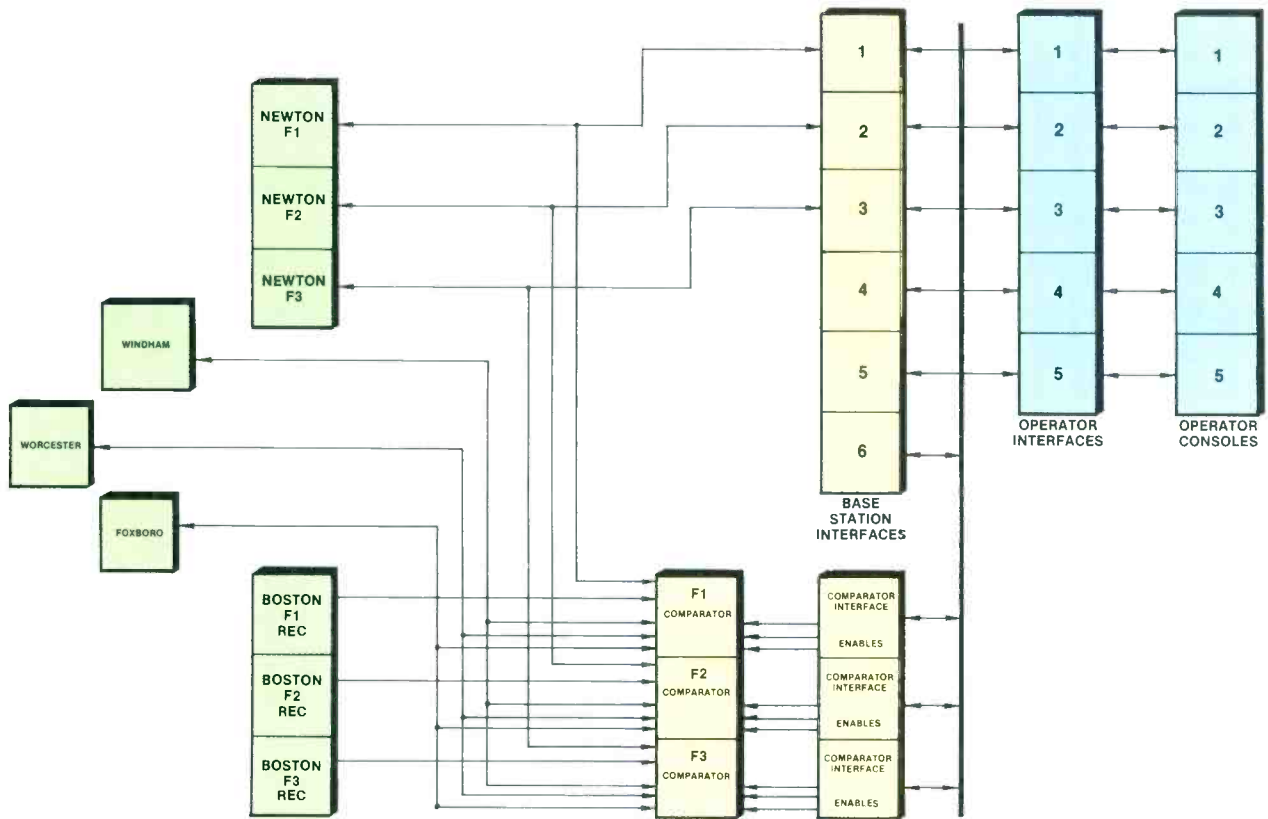 NEWTON
F1
NEWTON
F2
NEWTON
F3
WINDHAM
WORCESTER
FOXBORO
BOSTON
F1
REC
BOSTON
F2
REC
BOSTON
F3
REC
1
2
3
4
5
6
BASE
STATION
INTERFACES
1
2
3
4
5
OPERATOR
INTERFACES
1
2
3
4
5
OPERATOR
CONSOLES
F1
COMPARATOR
F2
COMPARATOR
F3
COMPARATOR
COMPARATOR
INTERFACE
ENABLES
COMPARATOR
INTERFACE
ENABLES
COMPARATOR
INTERFACE
ENABLES